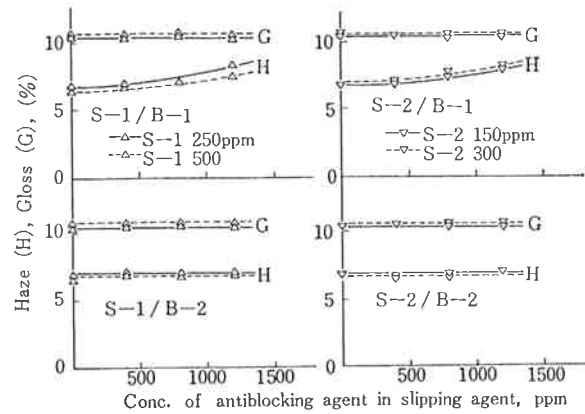 Haze (H), Gloss (G), (%)
10
5
0
G
H
S-1/B-1
S-1 250ppm
S-1 500
10
5
0
G
H
S-2/B-1
S-2 150ppm
S-2 300
10
5
0
G
H
S-1/B-2
500 1000 1500
10
5
0
G
H
S-2/B-2
500 1000 1500
Conc. of antiblocking agent in slipping agent, ppm